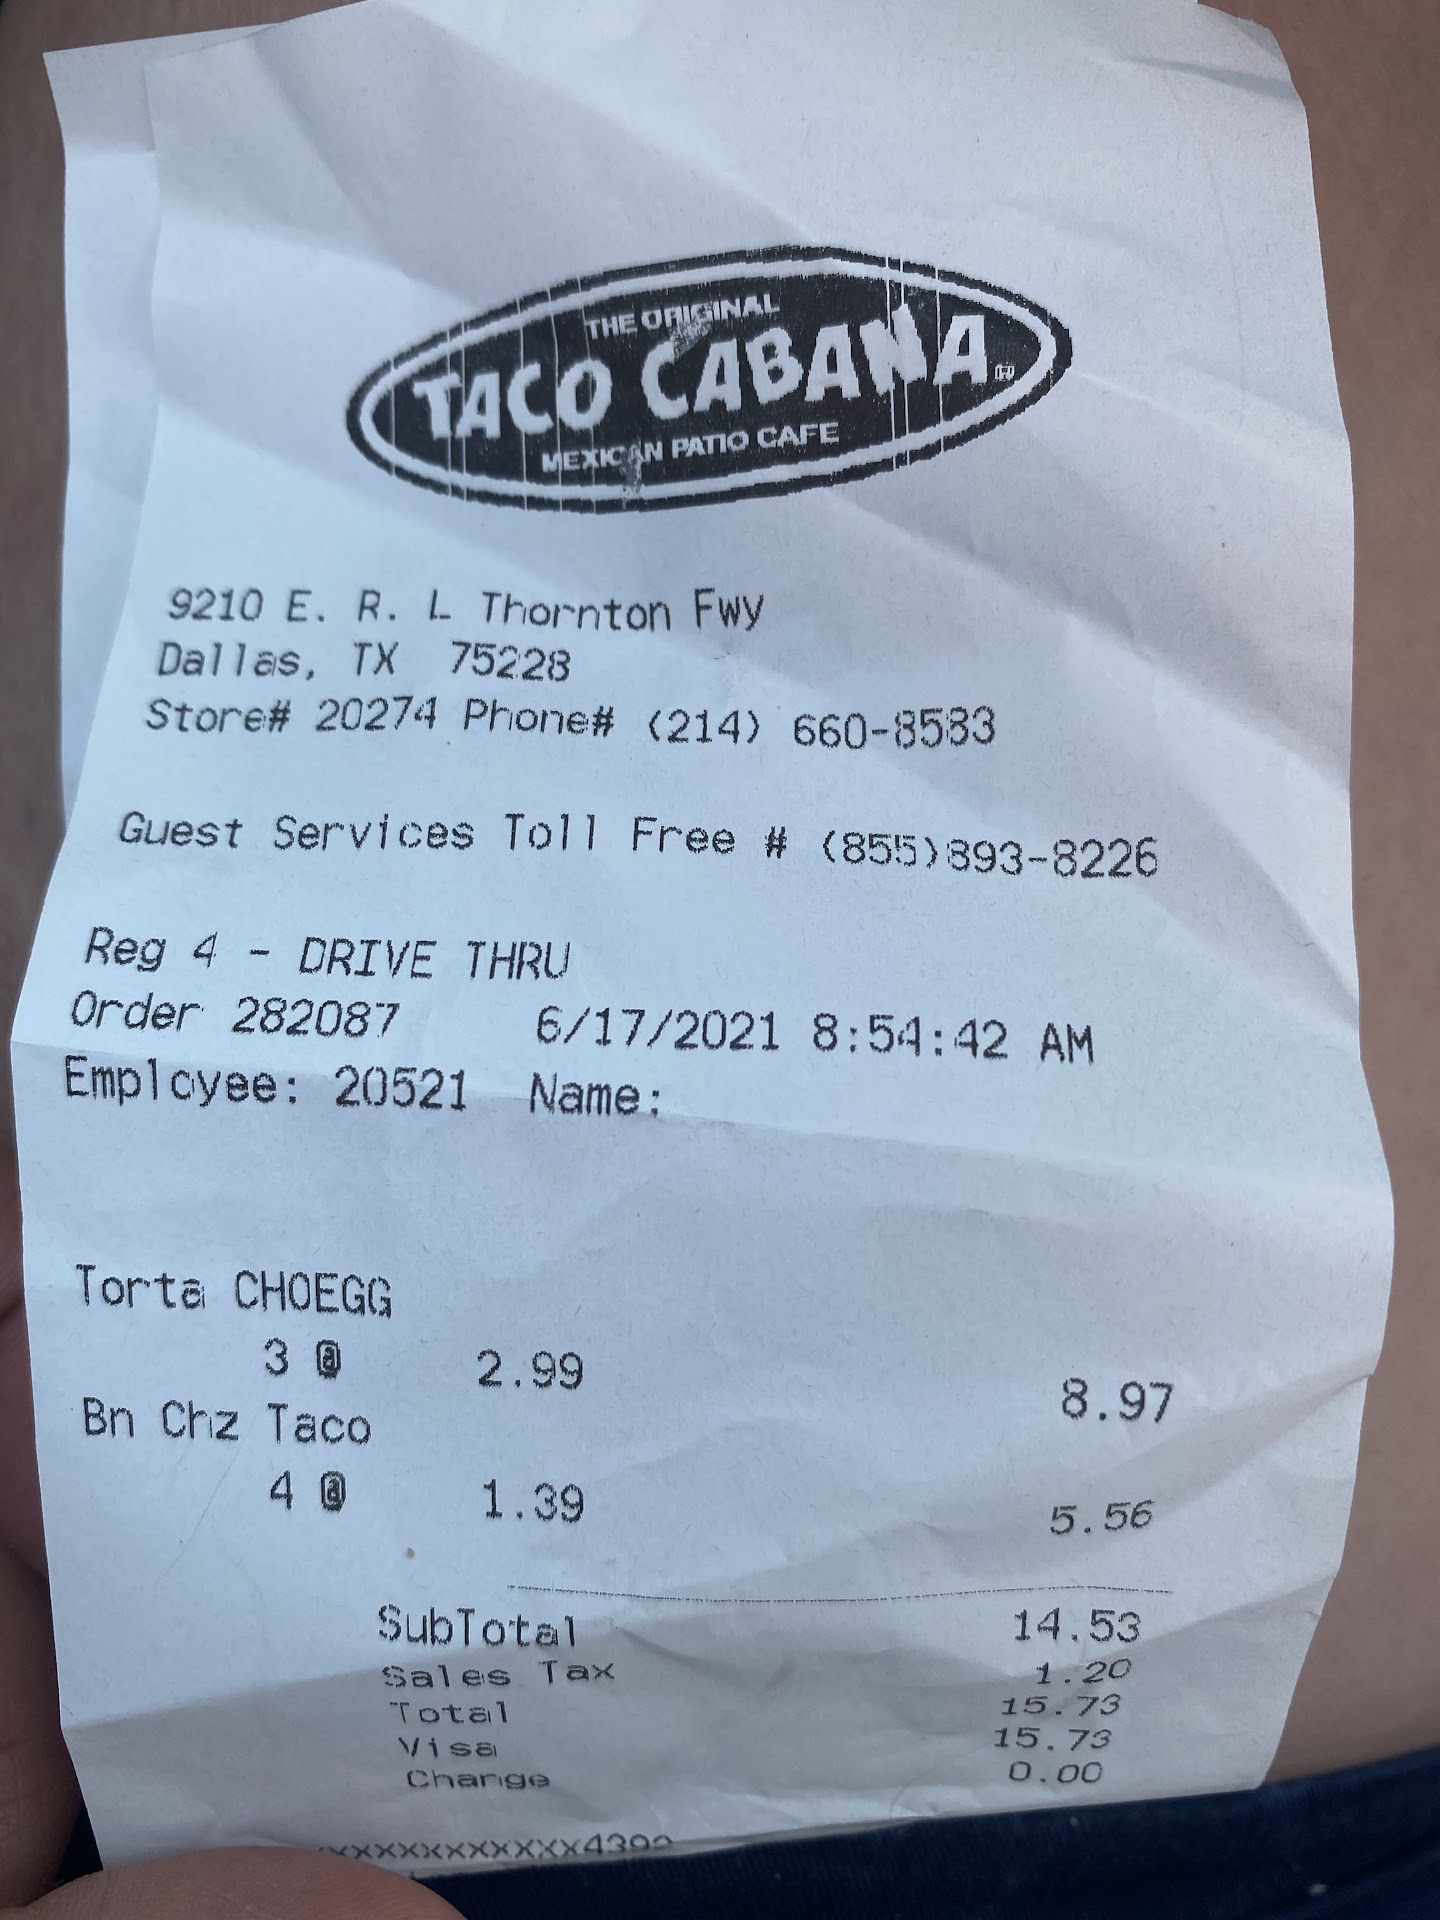 THE ORIGINAL
TACO CABANA
MEXICAN PATIO CAFE
9210 E. R. L Thornton Fwy
Dallas, TX 75228
Store# 20274 Phone# (214) 660-8583
Guest Services Toll Free # (855)893-8226
Reg 4 - DRIVE THRU
Order 282087 6/17/2021 8:54:42 AM
Employee: 20521 Name:
Torta CHOEGG
3 @ 2.99 8.97
Bn Chz Taco
4 @ 1.39 5.56
SubTotal 14.53
Sales Tax 1.20
Total 15.73
Visa 15.73
Change 0.00
XXXXXXXXXXXX4392